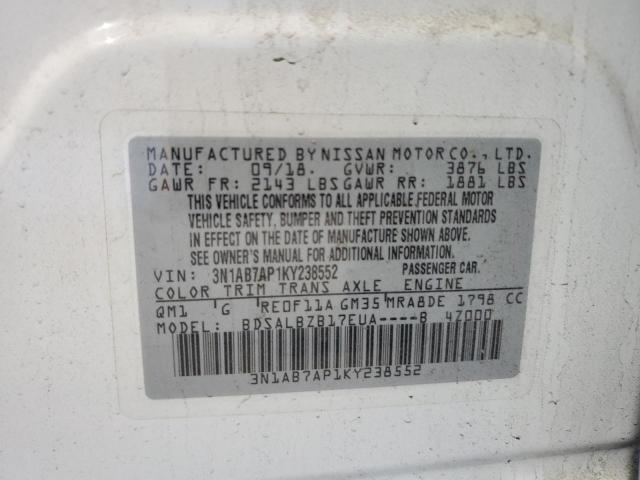 MANUFACTURED BY NISSAN MOTOR CO., LTD.
DATE: 09/18. GVWR: 3876 LBS
GAWR FR: 2143 LBS GAWR RR: 1881 LBS
THIS VEHICLE CONFORMS TO ALL APPLICABLE FEDERAL MOTOR
VEHICLE SAFETY, BUMPER AND THEFT PREVENTION STANDARDS
IN EFFECT ON THE DATE OF MANUFACTURE SHOWN ABOVE.
SEE OWNER'S MANUAL FOR ADDITIONAL INFORMATION
VIN: 3N1AB7AP1KY238552 PASSENGER CAR.
COLOR TRIM TRANS AXLE ENGINE
QM1 G RE0F11A GM35 MRA8DE 1798 CC
MODEL: BDSALBZB17EUA----B 4Z000
3N1AB7AP1KY238552